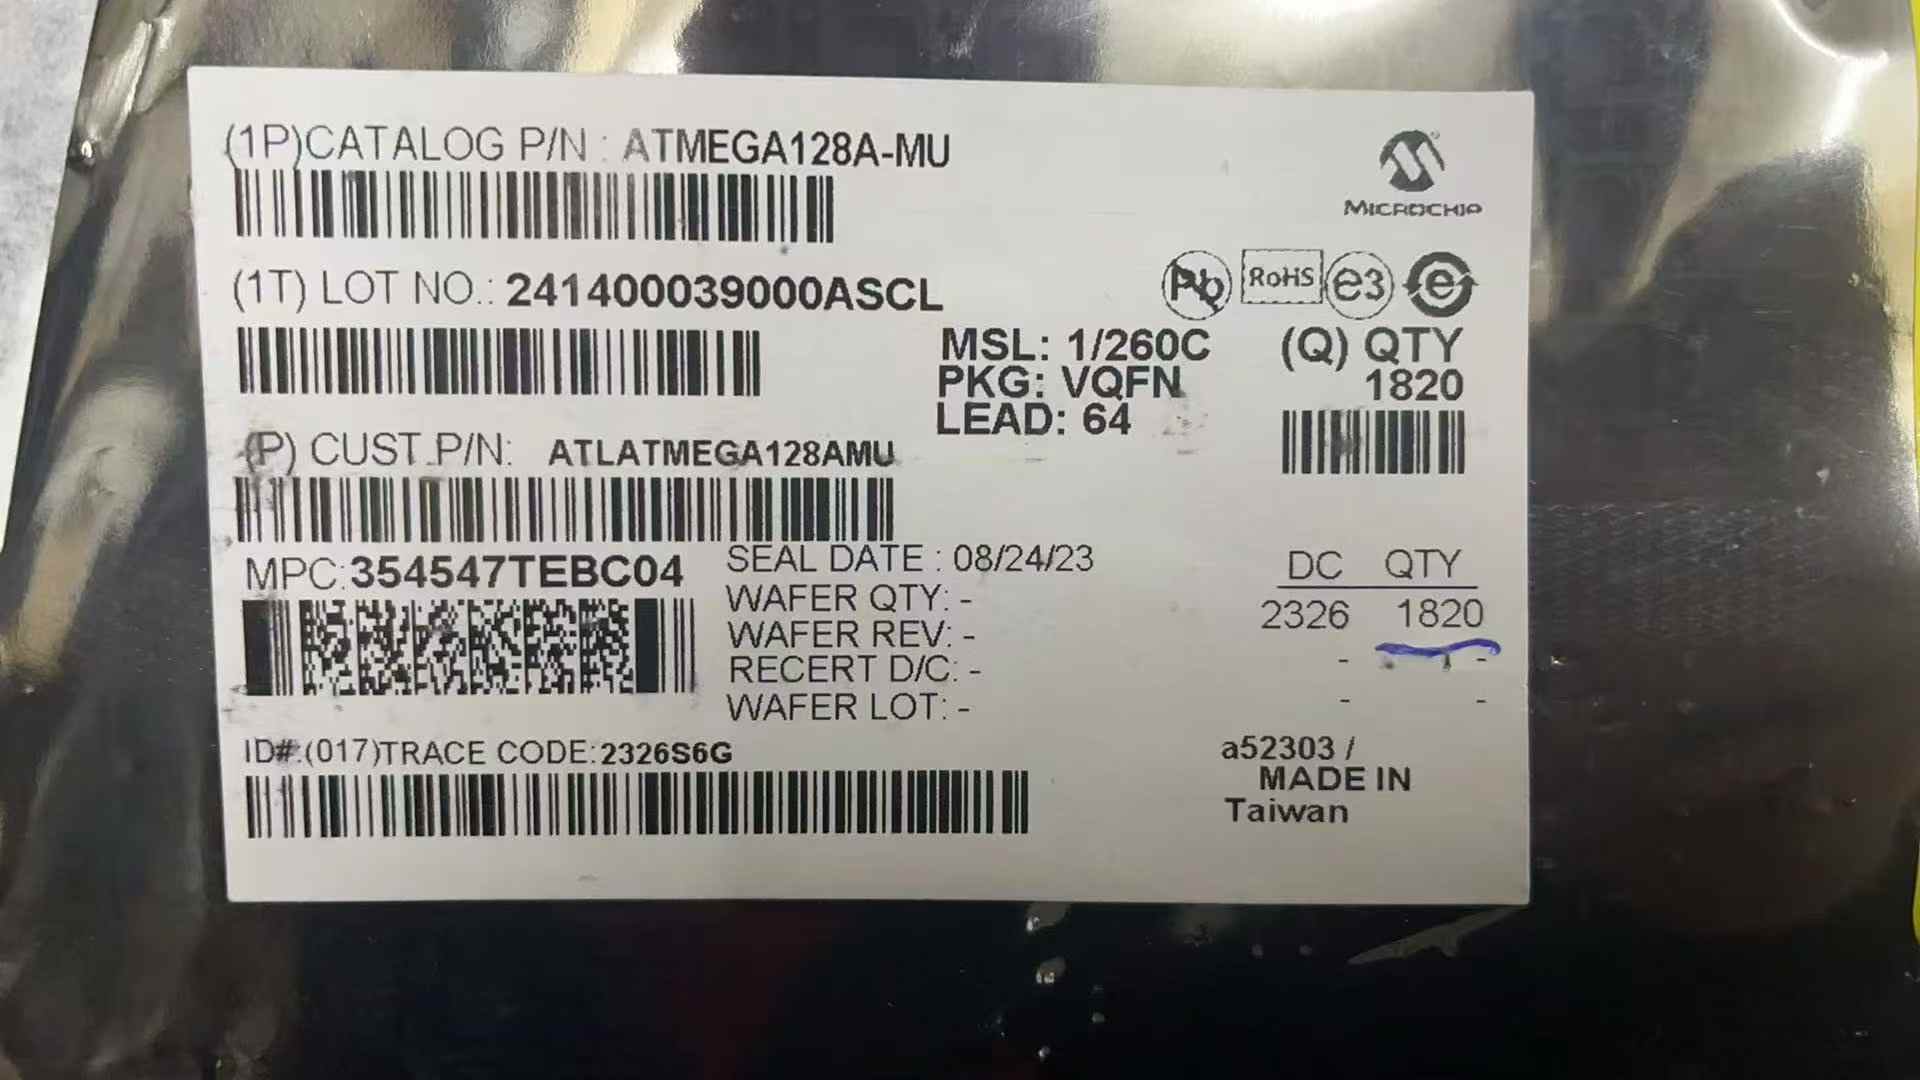 (1P)CATALOG P/N : ATMEGA128A-MU
MICROCHIP
(1T) LOT NO.: 241400039000ASCL
Pb RoHS e3 e
MSL: 1/260C
PKG: VQFN
LEAD: 64
(Q) QTY
1820
(P) CUST P/N: ATLATMEGA128AMU
MPC:354547TEBC04
SEAL DATE : 08/24/23
WAFER QTY: -
WAFER REV: -
RECERT D/C: -
WAFER LOT: -
DC QTY
2326 1820
- -
- -
ID#:(017)TRACE CODE:2326S6G
a52303 /
MADE IN
Taiwan